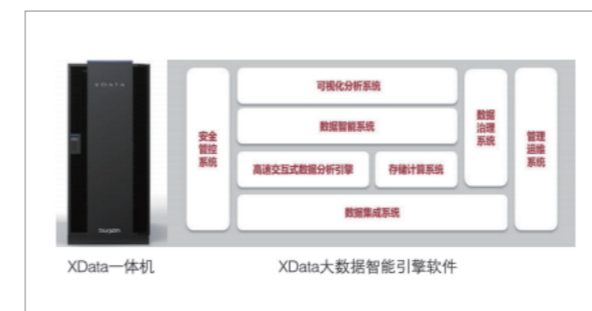 XDATA
安全
管控
系统
可视化分析系统
数据智能系统
高速交互式数据分析引擎
存储计算系统
数据集成系统
数据
治理
系统
管理
运维
系统
XData一体机
XData大数据智能引擎软件